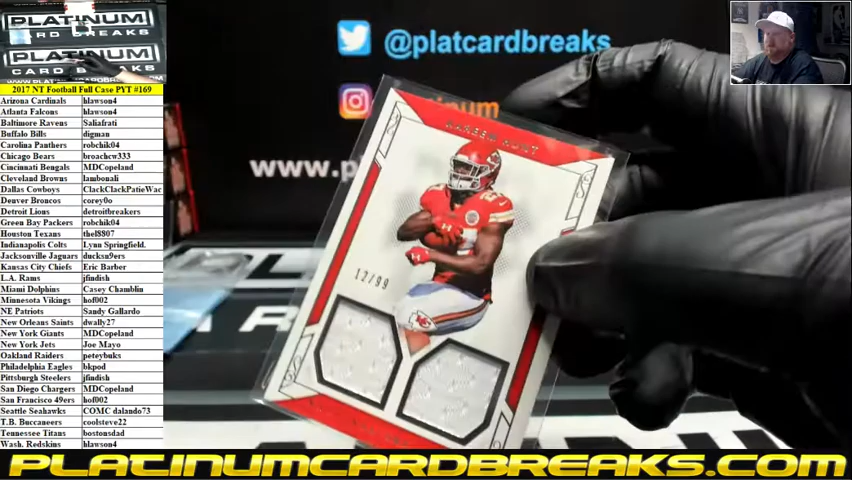 PLATINUM
CARD BREAKS
PLATINUM
CARD BREAKS
2017 NT Football Full Case PYT #169
Arizona Cardinals hlawson4
Atlanta Falcons hlawson4
Baltimore Ravens Saliafrati
Buffalo Bills digman
Carolina Panthers robchik04
Chicago Bears broachcw333
Cincinnati Bengals MDCopeland
Cleveland Browns lambonali
Dallas Cowboys ClackClackPatieWac
Denver Broncos corey0o
Detroit Lions detroitbreakers
Green Bay Packers robchik04
Houston Texans thel8807
Indianapolis Colts Lynn Springfield.
Jacksonville Jaguars ducksn9ers
Kansas City Chiefs Eric Barber
L.A. Rams jfindish
Miami Dolphins Casey Chamblin
Minnesota Vikings hof002
NE Patriots Sandy Gallardo
New Orleans Saints dwally27
New York Giants MDCopeland
New York Jets Joe Mayo
Oakland Raiders peteybuks
Philadelphia Eagles bkpod
Pittsburgh Steelers jfindish
San Diego Chargers MDCopeland
San Francisco 49ers hof002
Seattle Seahawks COMC dalando73
T.B. Buccaneers coolsteve22
Tennessee Titans bostonsdad
Wash. Redskins hlawson4
@platcardbreaks
www.p
KAREEM HUNT
12/99
PLATINUMCARDBREAKS.COM